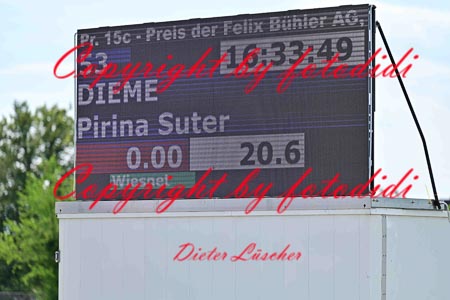 Pr. 15c - Preis der Felix Bühler AG,
53 16.33.49
Copyright by fotodidi
DIEME
Pirina Suter
0.00 20.6
Wiesnel
Copyright by fotodidi
Dieter Lüscher